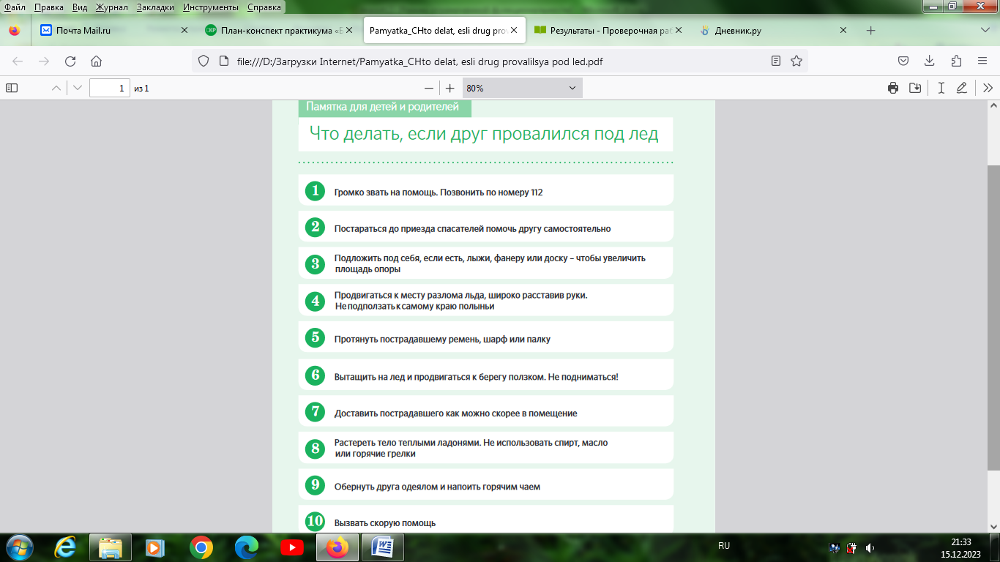 Файл Правка Вид Журнал Закладки Инструменты Справка
Почта Mail.ru
План-конспект практикума «Б
Pamyatka_CHto delat, esli drug prov
Результаты - Проверочная раб
Дневник.ру
file:///D:/Загрузки Internet/Pamyatka_CHto delat, esli drug provalilsya pod led.pdf
1 из 1
80%
Памятка для детей и родителей
Что делать, если друг провалился под лед
1 Громко звать на помощь. Позвонить по номеру 112
2 Постараться до приезда спасателей помочь другу самостоятельно
3 Подложить под себя, если есть, лыжи, фанеру или доску – чтобы увеличить
площадь опоры
4 Продвигаться к месту разлома льда, широко расставив руки.
Не подползать к самому краю полыньи
5 Протянуть пострадавшему ремень, шарф или палку
6 Вытащить на лед и продвигаться к берегу ползком. Не подниматься!
7 Доставить пострадавшего как можно скорее в помещение
8 Растереть тело теплыми ладонями. Не использовать спирт, масло
или горячие грелки
9 Обернуть друга одеялом и напоить горячим чаем
10 Вызвать скорую помощь
RU
21:33
15.12.2023